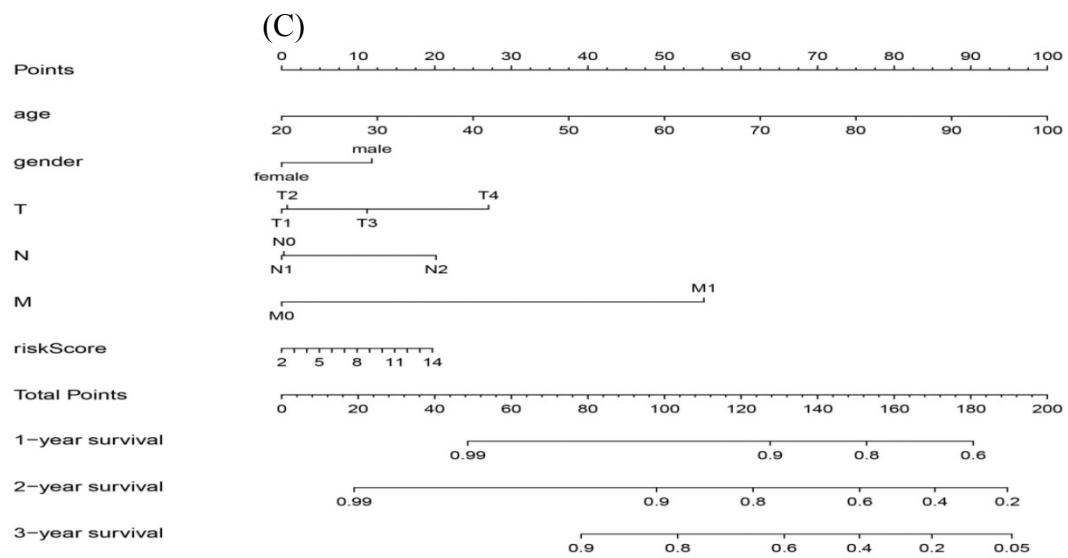 (C)
Points 0 10 20 30 40 50 60 70 80 90 100
age 20 30 40 50 60 70 80 90 100
gender male
female
T2 T4
T
T1 T3
N0
N
N1 N2
M1
M
M0
riskScore
2 5 8 11 14
Total Points
0 20 40 60 80 100 120 140 160 180 200
1−year survival
0.99 0.9 0.8 0.6
2−year survival
0.99 0.9 0.8 0.6 0.4 0.2
3−year survival
0.9 0.8 0.6 0.4 0.2 0.05